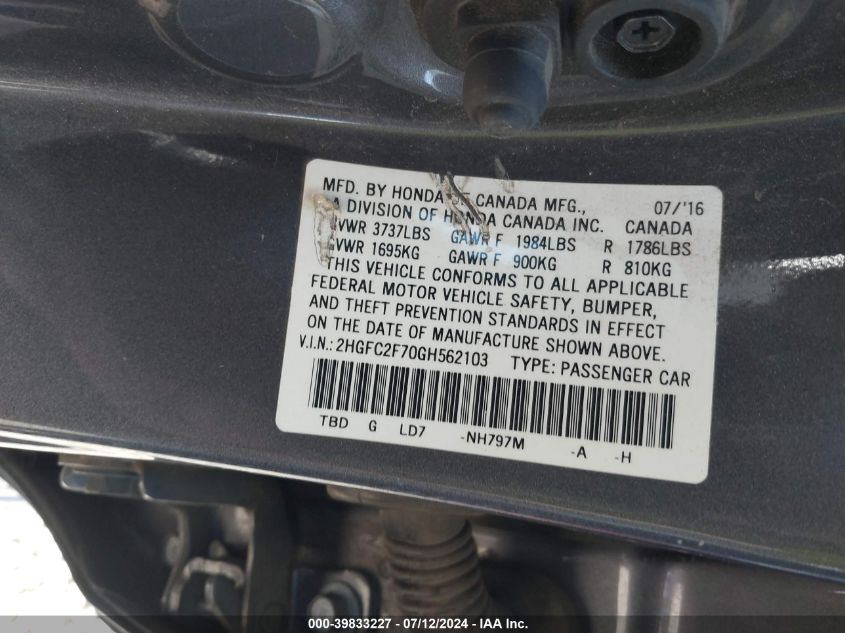 MFD. BY HONDA OF CANADA MFG., 07/'16
A DIVISION OF HONDA CANADA INC. CANADA
GVWR 3737LBS GAWR F 1984LBS R 1786LBS
GVWR 1695KG GAWR F 900KG R 810KG
THIS VEHICLE CONFORMS TO ALL APPLICABLE
FEDERAL MOTOR VEHICLE SAFETY, BUMPER,
AND THEFT PREVENTION STANDARDS IN EFFECT
ON THE DATE OF MANUFACTURE SHOWN ABOVE.
V.I.N.: 2HGFC2F70GH562103 TYPE: PASSENGER CAR
TBD G LD7 -NH797M -A -H
000-39833227 - 07/12/2024 - IAA Inc.